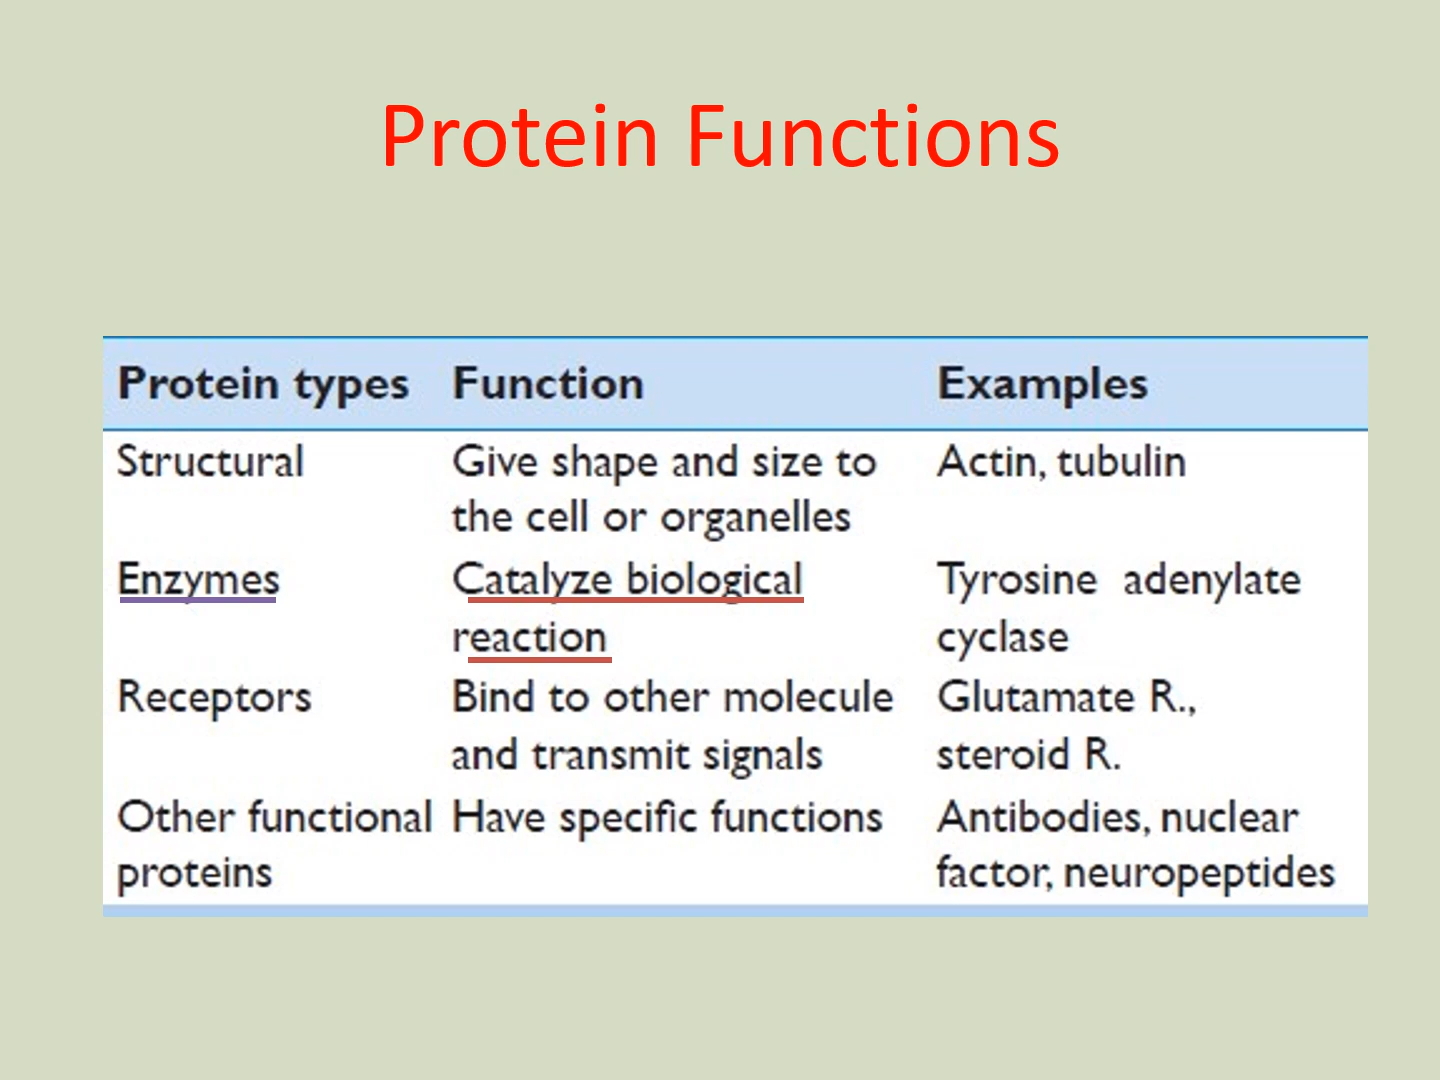 Protein Functions
Protein types Function Examples
Structural Give shape and size to Actin, tubulin
the cell or organelles
Enzymes Catalyze biological Tyrosine adenylate
reaction cyclase
Receptors Bind to other molecule Glutamate R.,
and transmit signals steroid R.
Other functional Have specific functions Antibodies, nuclear
proteins factor, neuropeptides